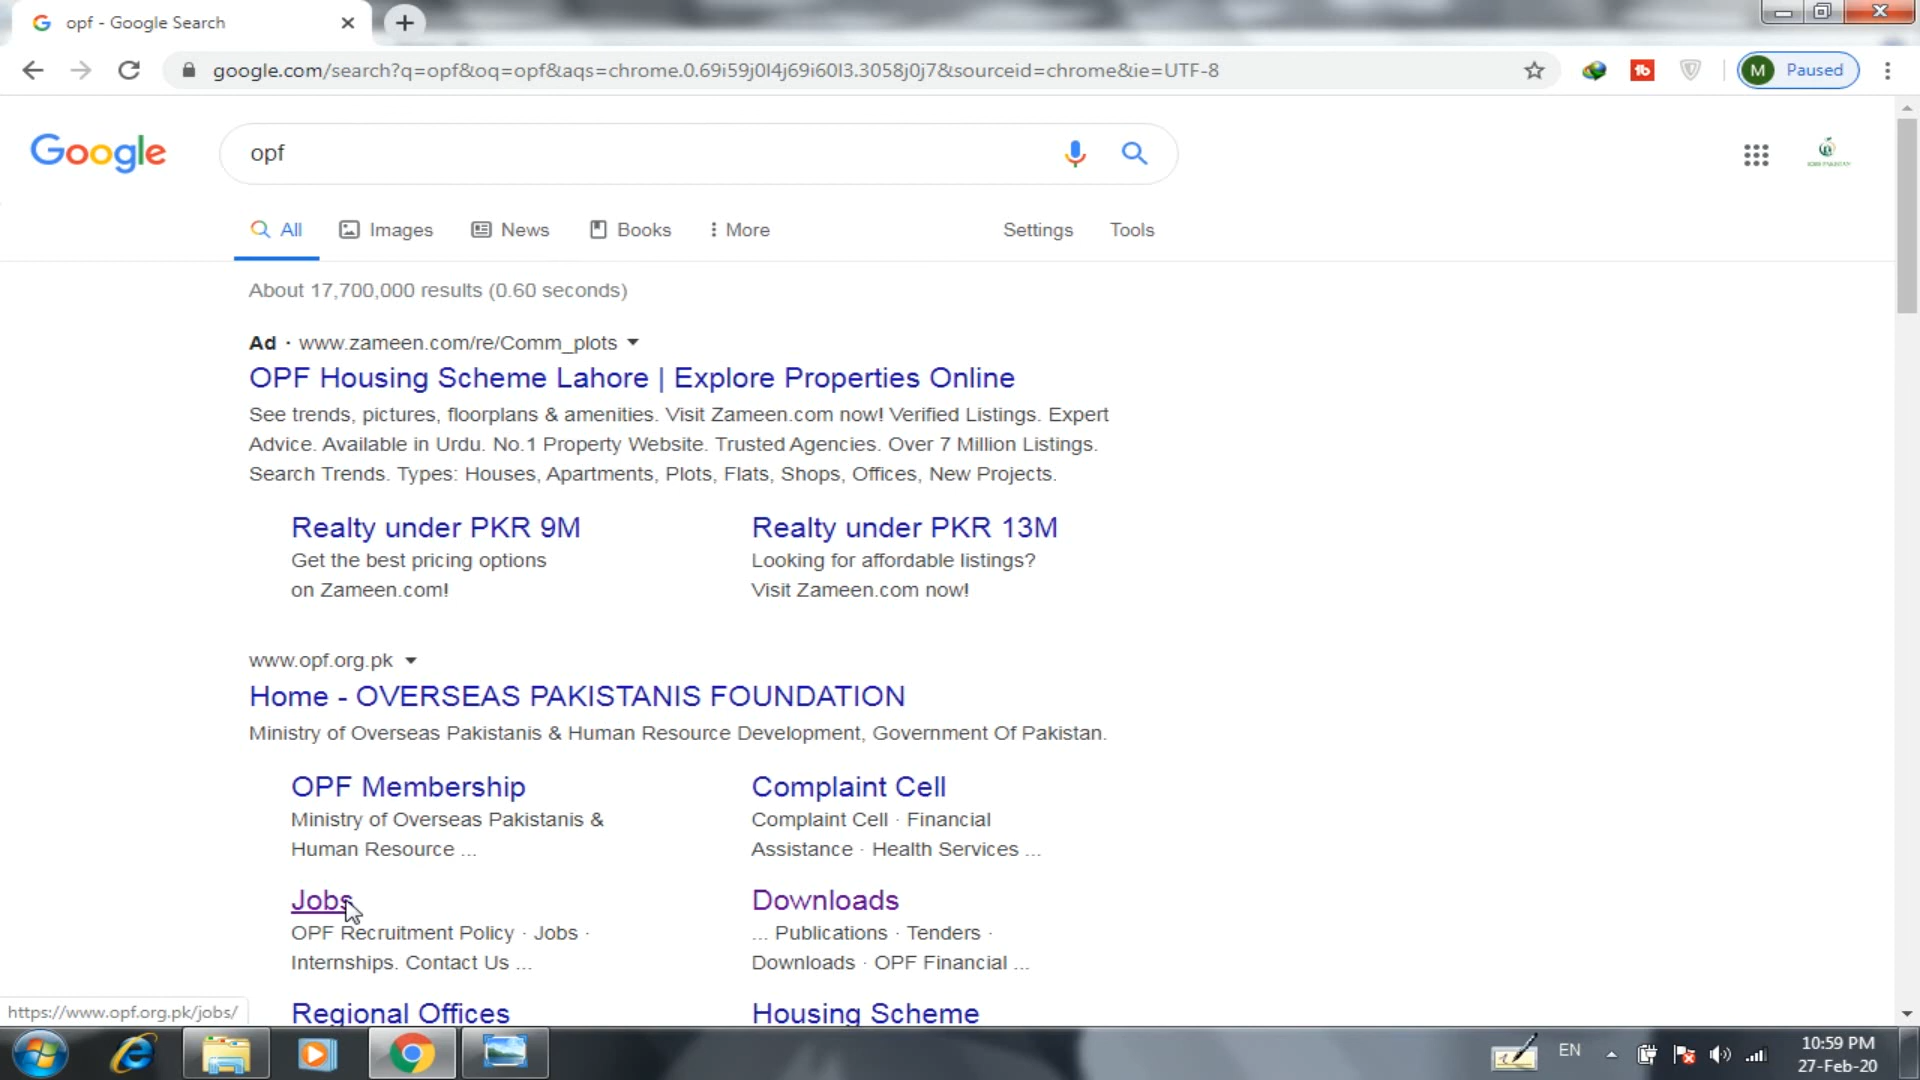 opf - Google Search
google.com/search?q=opf&oq=opf&aqs=chrome.0.69i59j0l4j69i60l3.3058j0j7&sourceid=chrome&ie=UTF-8
M Paused
Google
opf
All Images News Books More Settings Tools
About 17,700,000 results (0.60 seconds)
Ad · www.zameen.com/re/Comm_plots
OPF Housing Scheme Lahore | Explore Properties Online
See trends, pictures, floorplans & amenities. Visit Zameen.com now! Verified Listings. Expert
Advice. Available in Urdu. No.1 Property Website. Trusted Agencies. Over 7 Million Listings.
Search Trends. Types: Houses, Apartments, Plots, Flats, Shops, Offices, New Projects.
Realty under PKR 9M
Get the best pricing options
on Zameen.com!
Realty under PKR 13M
Looking for affordable listings?
Visit Zameen.com now!
www.opf.org.pk
Home - OVERSEAS PAKISTANIS FOUNDATION
Ministry of Overseas Pakistanis & Human Resource Development, Government Of Pakistan.
OPF Membership
Ministry of Overseas Pakistanis &
Human Resource ...
Complaint Cell
Complaint Cell · Financial
Assistance · Health Services ...
Jobs
OPF Recruitment Policy · Jobs ·
Internships. Contact Us ...
Downloads
... Publications · Tenders ·
Downloads · OPF Financial ...
Regional Offices
Housing Scheme
https://www.opf.org.pk/jobs/
EN
10:59 PM
27-Feb-20